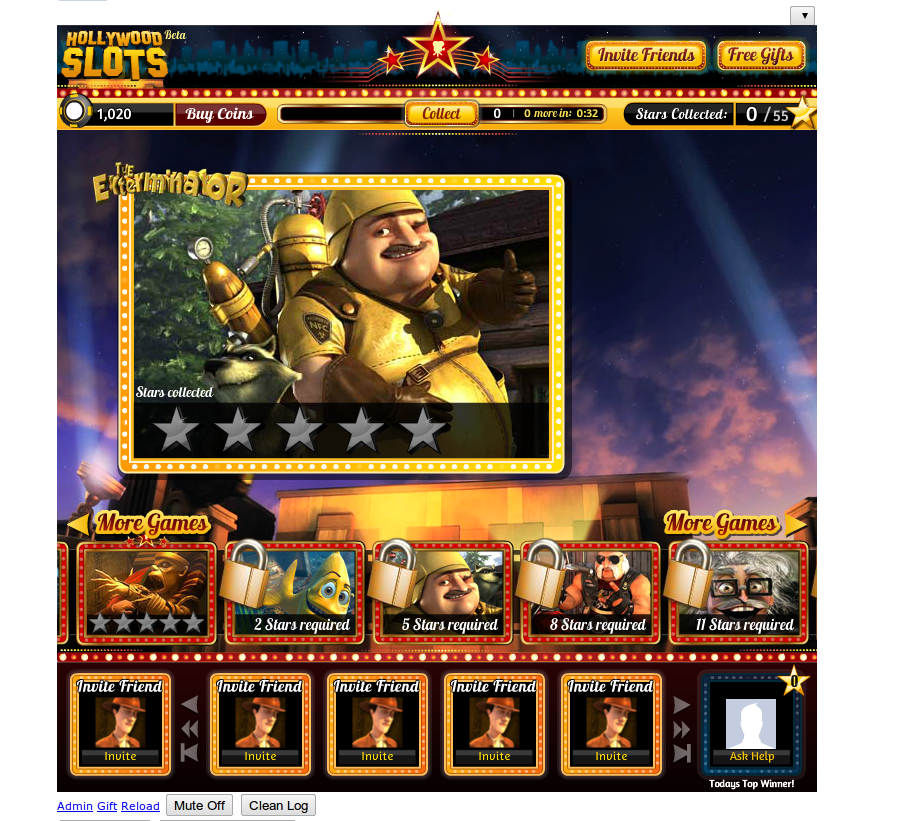 HOLLYWOOD
SLOTS
Beta
Invite Friends
Free Gifts
1,020
Buy Coins
Collect
0
0 more in: 0:32
Stars Collected:
0 / 55
THE
EXTERMINATOR
NFC
Stars collected
More Games
More Games
2 Stars required
5 Stars required
8 Stars required
11 Stars required
Invite Friend
Invite Friend
Invite Friend
Invite Friend
Invite Friend
0
Invite
Invite
Invite
Invite
Invite
Ask Help
Todays Top Winner!
Admin Gift Reload Mute Off Clean Log